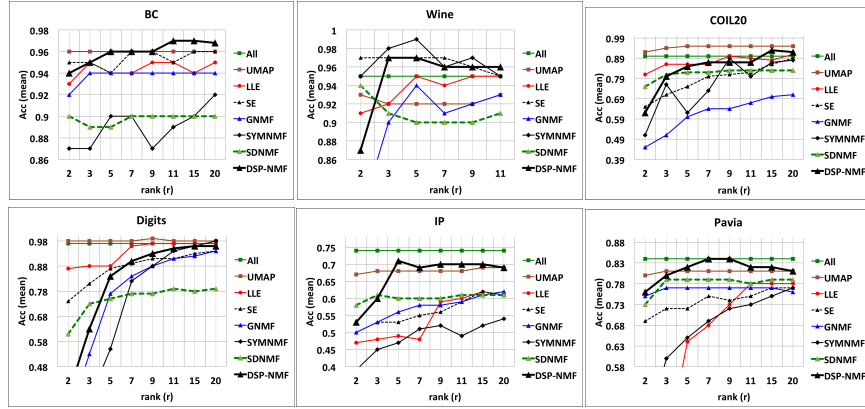 BC
Acc (mean)
0.98
0.96
0.94
0.92
0.9
0.88
0.86
2 3 5 7 9 11 15 20
rank (r)
All
UMAP
LLE
SE
GNMF
SYMNMF
SDNMF
DSP-NMF
Wine
Acc (mean)
1
0.98
0.96
0.94
0.92
0.9
0.88
0.86
2 3 5 7 9 11
rank (r)
All
UMAP
LLE
SE
GNMF
SYMNMF
SDNMF
DSP-NMF
COIL20
Acc (mean)
0.99
0.89
0.79
0.69
0.59
0.49
0.39
2 3 5 7 9 11 15 20
rank (r)
All
UMAP
LLE
SE
GNMF
SYMNMF
SDNMF
DSP-NMF
Digits
Acc (mean)
0.98
0.88
0.78
0.68
0.58
0.48
2 3 5 7 9 11 15 20
rank (r)
All
UMAP
LLE
SE
GNMF
SYMNMF
SDNMF
DSP-NMF
IP
Acc (mean)
0.75
0.7
0.65
0.6
0.55
0.5
0.45
0.4
2 3 5 7 9 11 15 20
rank (r)
All
UMAP
LLE
SE
GNMF
SYMNMF
SDNMF
DSP-NMF
Pavia
Acc (mean)
0.88
0.83
0.78
0.73
0.68
0.63
0.58
2 3 5 7 9 11 15 20
rank (r)
All
UMAP
LLE
SE
GNMF
SYMNMF
SDNMF
DSP-NMF